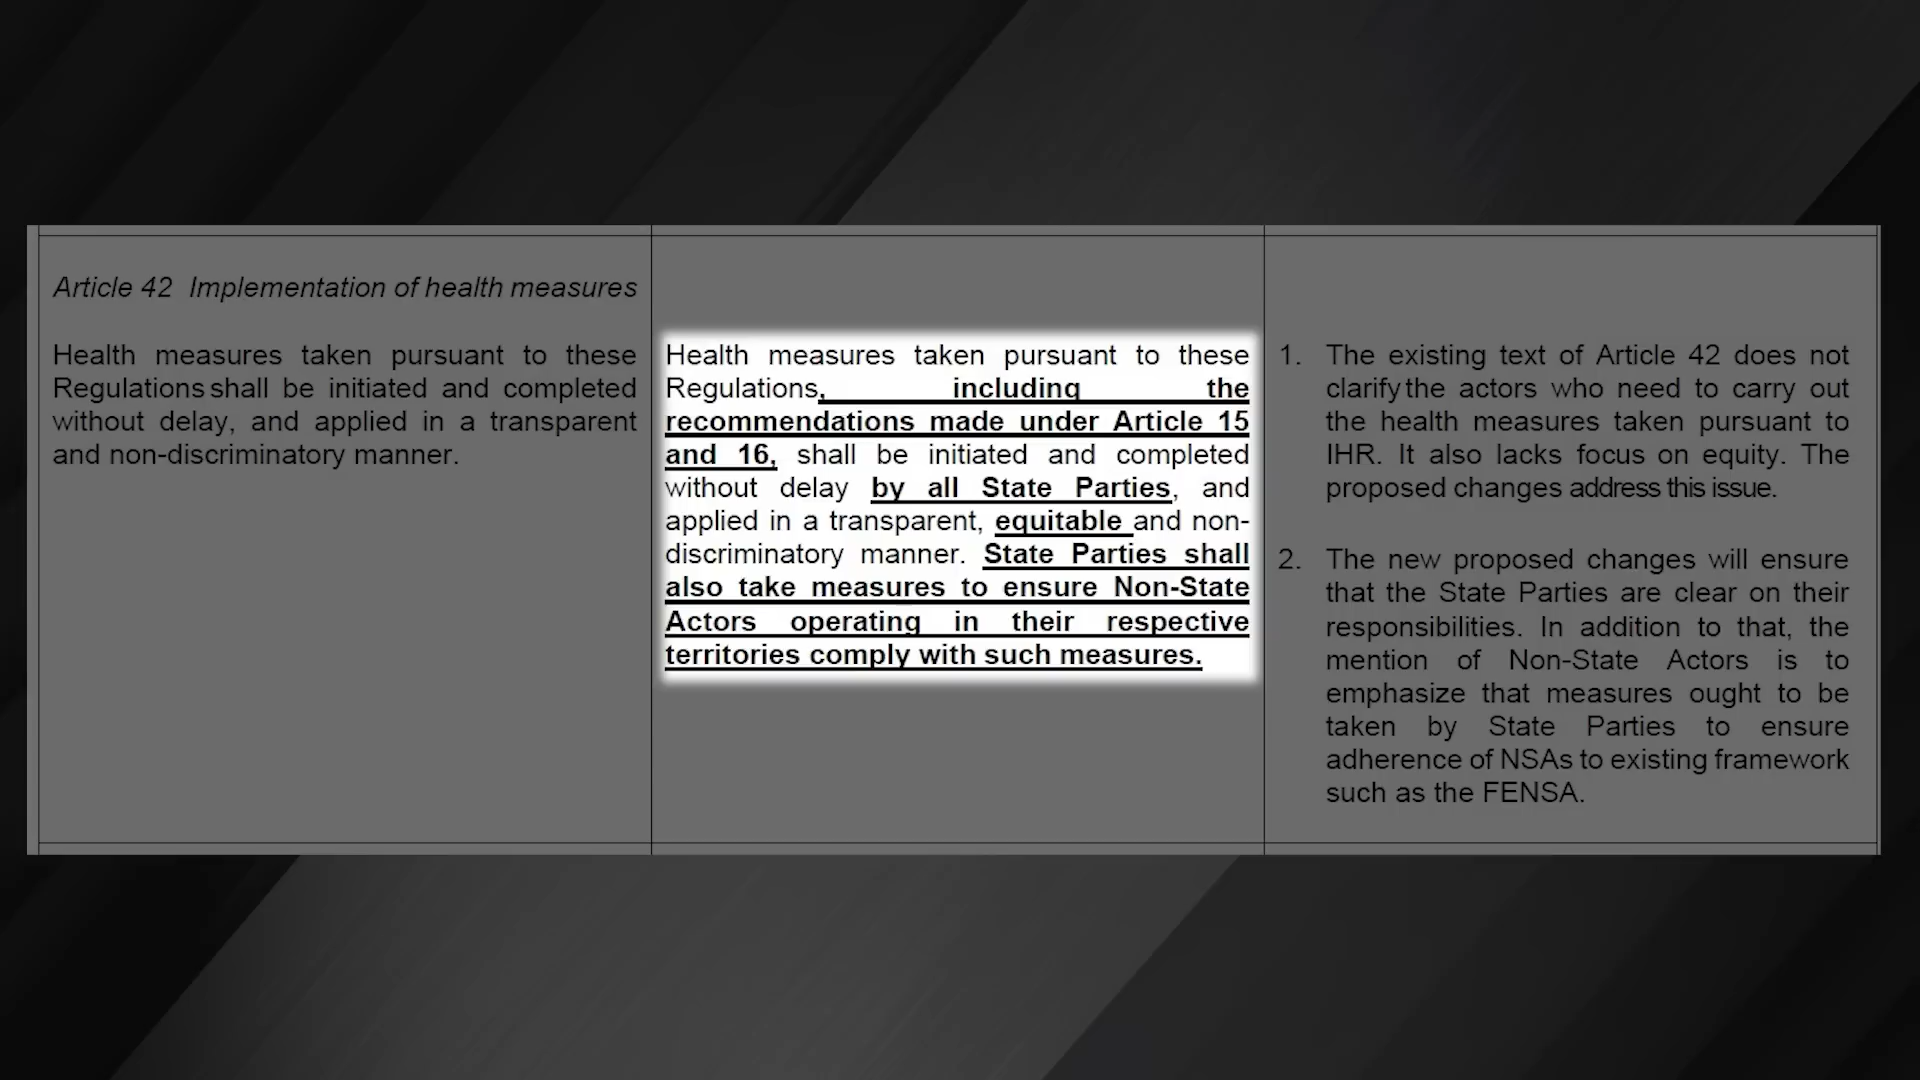 Article 42 Implementation of health measures
Health measures taken pursuant to these
Regulations shall be initiated and completed
without delay, and applied in a transparent
and non-discriminatory manner.
Health measures taken pursuant to these
Regulations, including the
recommendations made under Article 15
and 16, shall be initiated and completed
without delay by all State Parties, and
applied in a transparent, equitable and non-
discriminatory manner. State Parties shall
also take measures to ensure Non-State
Actors operating in their respective
territories comply with such measures.
1. The existing text of Article 42 does not
clarify the actors who need to carry out
the health measures taken pursuant to
IHR. It also lacks focus on equity. The
proposed changes address this issue.
2. The new proposed changes will ensure
that the State Parties are clear on their
responsibilities. In addition to that, the
mention of Non-State Actors is to
emphasize that measures ought to be
taken by State Parties to ensure
adherence of NSAs to existing framework
such as the FENSA.